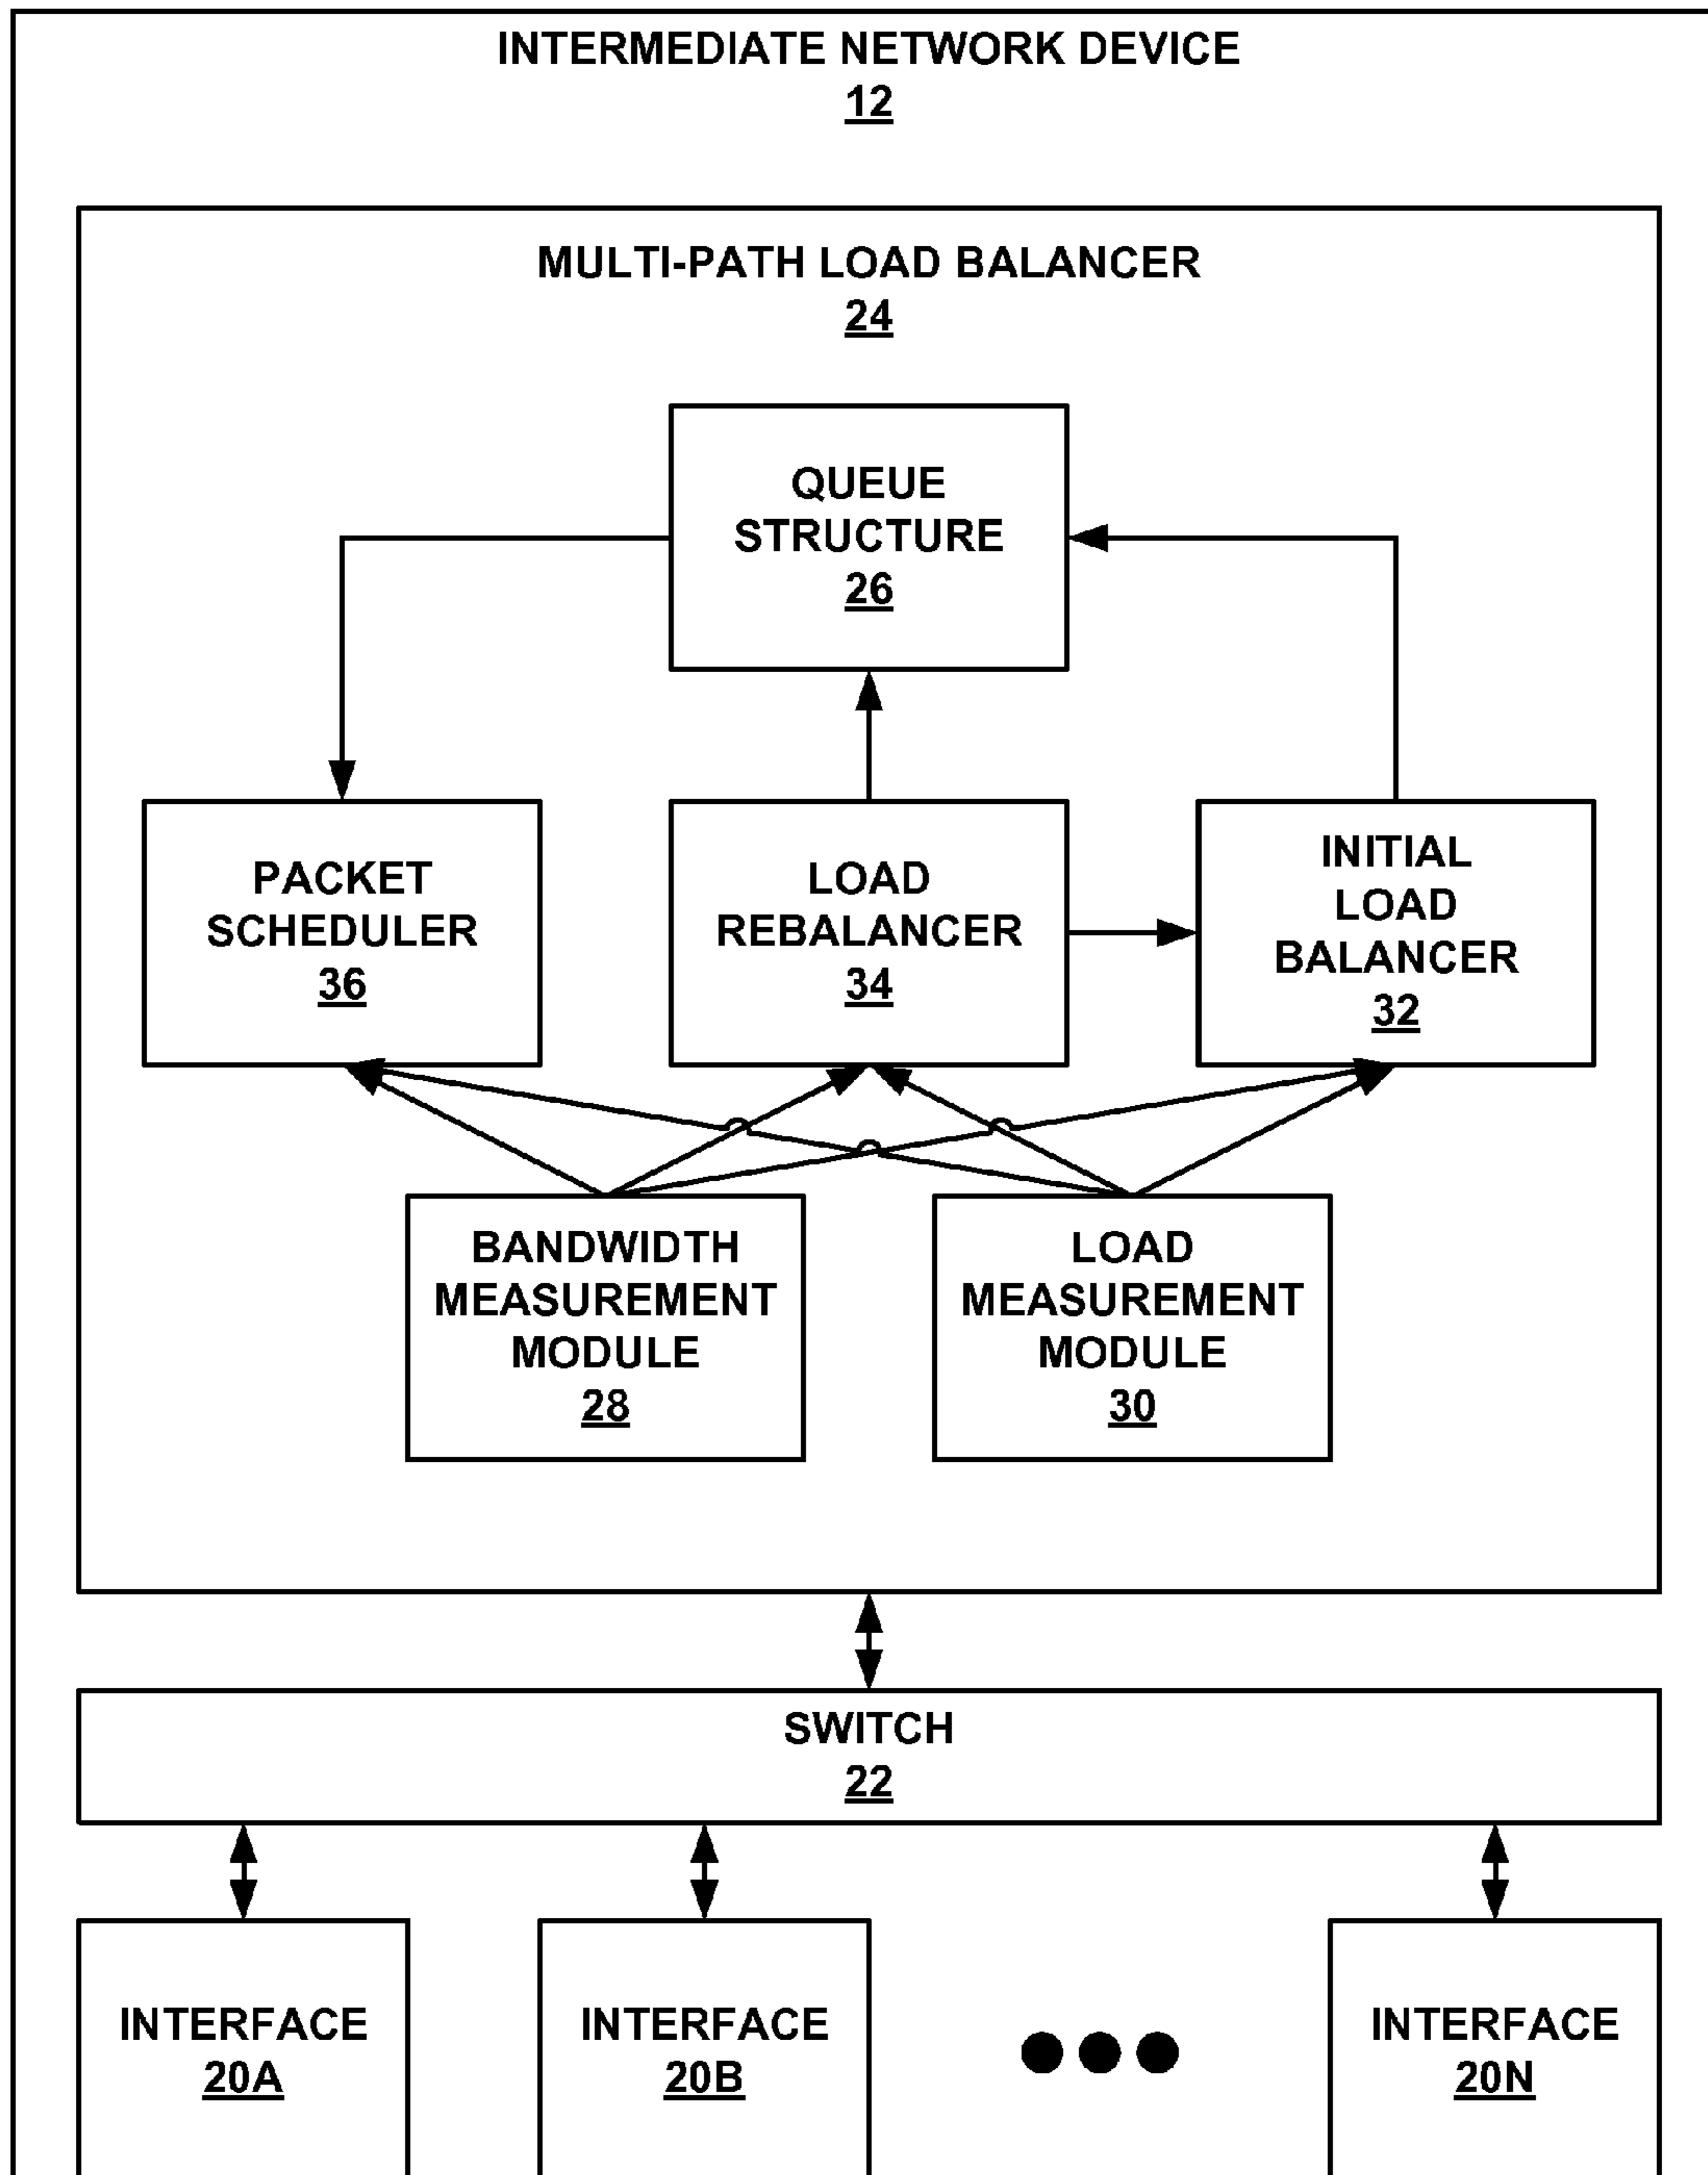 INTERMEDIATE NETWORK DEVICE
12
MULTI-PATH LOAD BALANCER
24
QUEUE
STRUCTURE
26
PACKET
SCHEDULER
36
LOAD
REBALANCER
34
INITIAL
LOAD
BALANCER
32
BANDWIDTH
MEASUREMENT
MODULE
28
LOAD
MEASUREMENT
MODULE
30
SWITCH
22
INTERFACE
20A
INTERFACE
20B
INTERFACE
20N